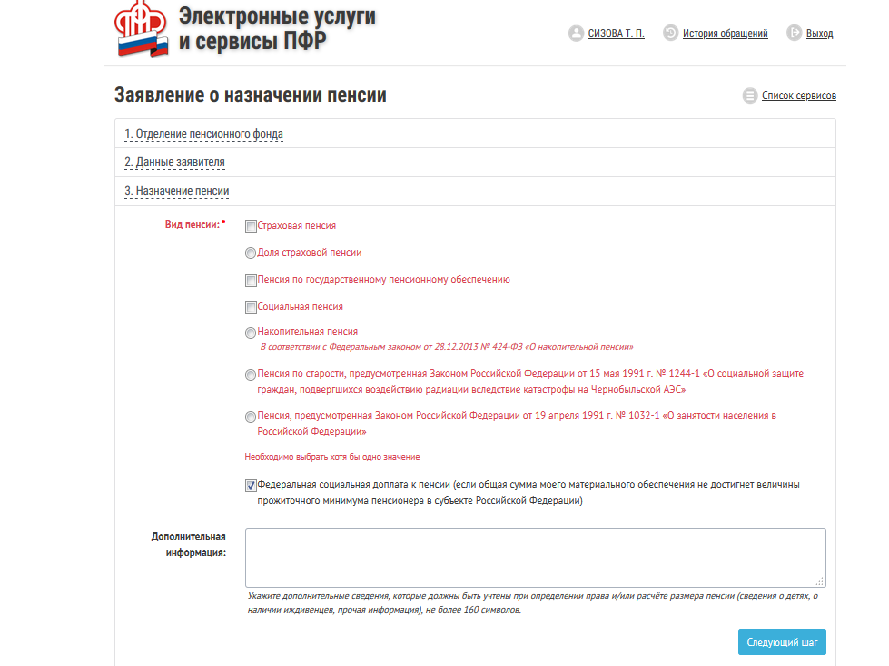 Электронные услуги
и сервисы ПФР
СИЗОВА Т. П.
История обращений
Выход
Заявление о назначении пенсии
Список сервисов
1. Отделение пенсионного фонда
2. Данные заявителя
3. Назначение пенсии
Вид пенсии: *
Страховая пенсия
Доля страховой пенсии
Пенсия по государственному пенсионному обеспечению
Социальная пенсия
Накопительная пенсия
В соответствии с Федеральным законом от 28.12.2013 № 424-ФЗ «О накопительной пенсии»
Пенсия по старости, предусмотренная Законом Российской Федерации от 15 мая 1991 г. № 1244-1 «О социальной защите
граждан, подвергшихся воздействию радиации вследствие катастрофы на Чернобыльской АЭС»
Пенсия, предусмотренная Законом Российской Федерации от 19 апреля 1991 г. № 1032-1 «О занятости населения в
Российской Федерации»
Необходимо выбрать хотя бы одно значение
Федеральная социальная доплата к пенсии (если общая сумма моего материального обеспечения не достигнет величины
прожиточного минимума пенсионера в субъекте Российской Федерации)
Дополнительная
информация:
Укажите дополнительные сведения, которые должны быть учтены при определении права и/или расчёте размера пенсии (сведения о детях, о
наличии иждивенцев, прочая информация), не более 160 символов.
Следующий шаг